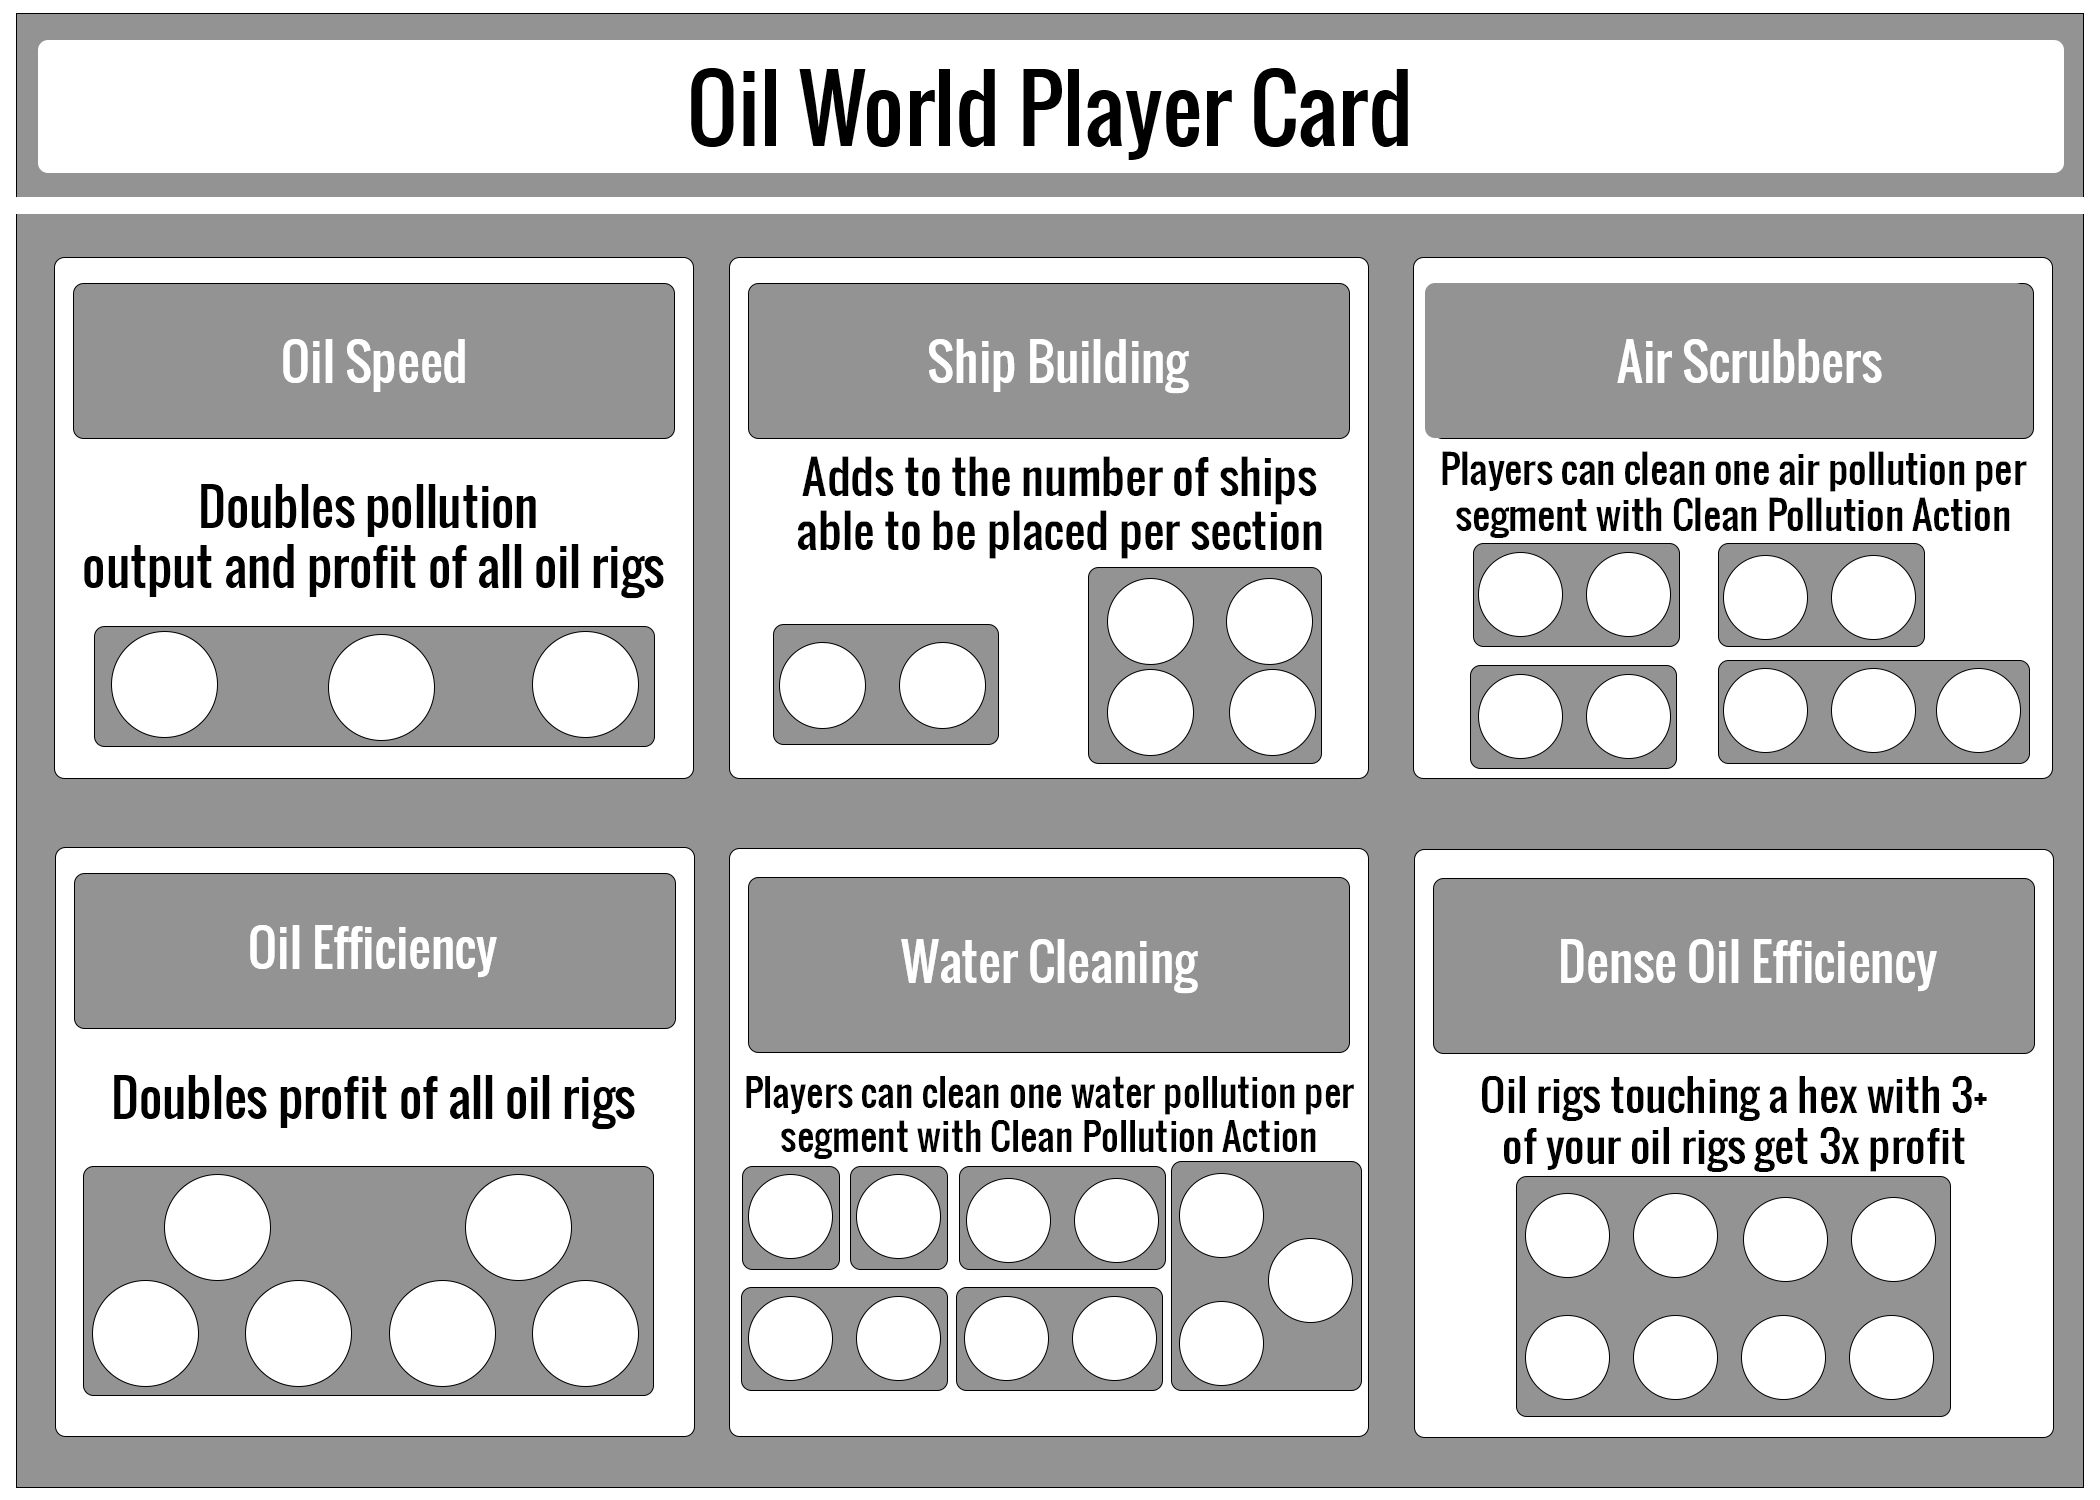 Oil World Player Card
Oil Speed
Doubles pollution
output and profit of all oil rigs
Ship Building
Adds to the number of ships
able to be placed per section
Air Scrubbers
Players can clean one air pollution per
segment with Clean Pollution Action
Oil Efficiency
Doubles profit of all oil rigs
Water Cleaning
Players can clean one water pollution per
segment with Clean Pollution Action
Dense Oil Efficiency
Oil rigs touching a hex with 3+
of your oil rigs get 3x profit